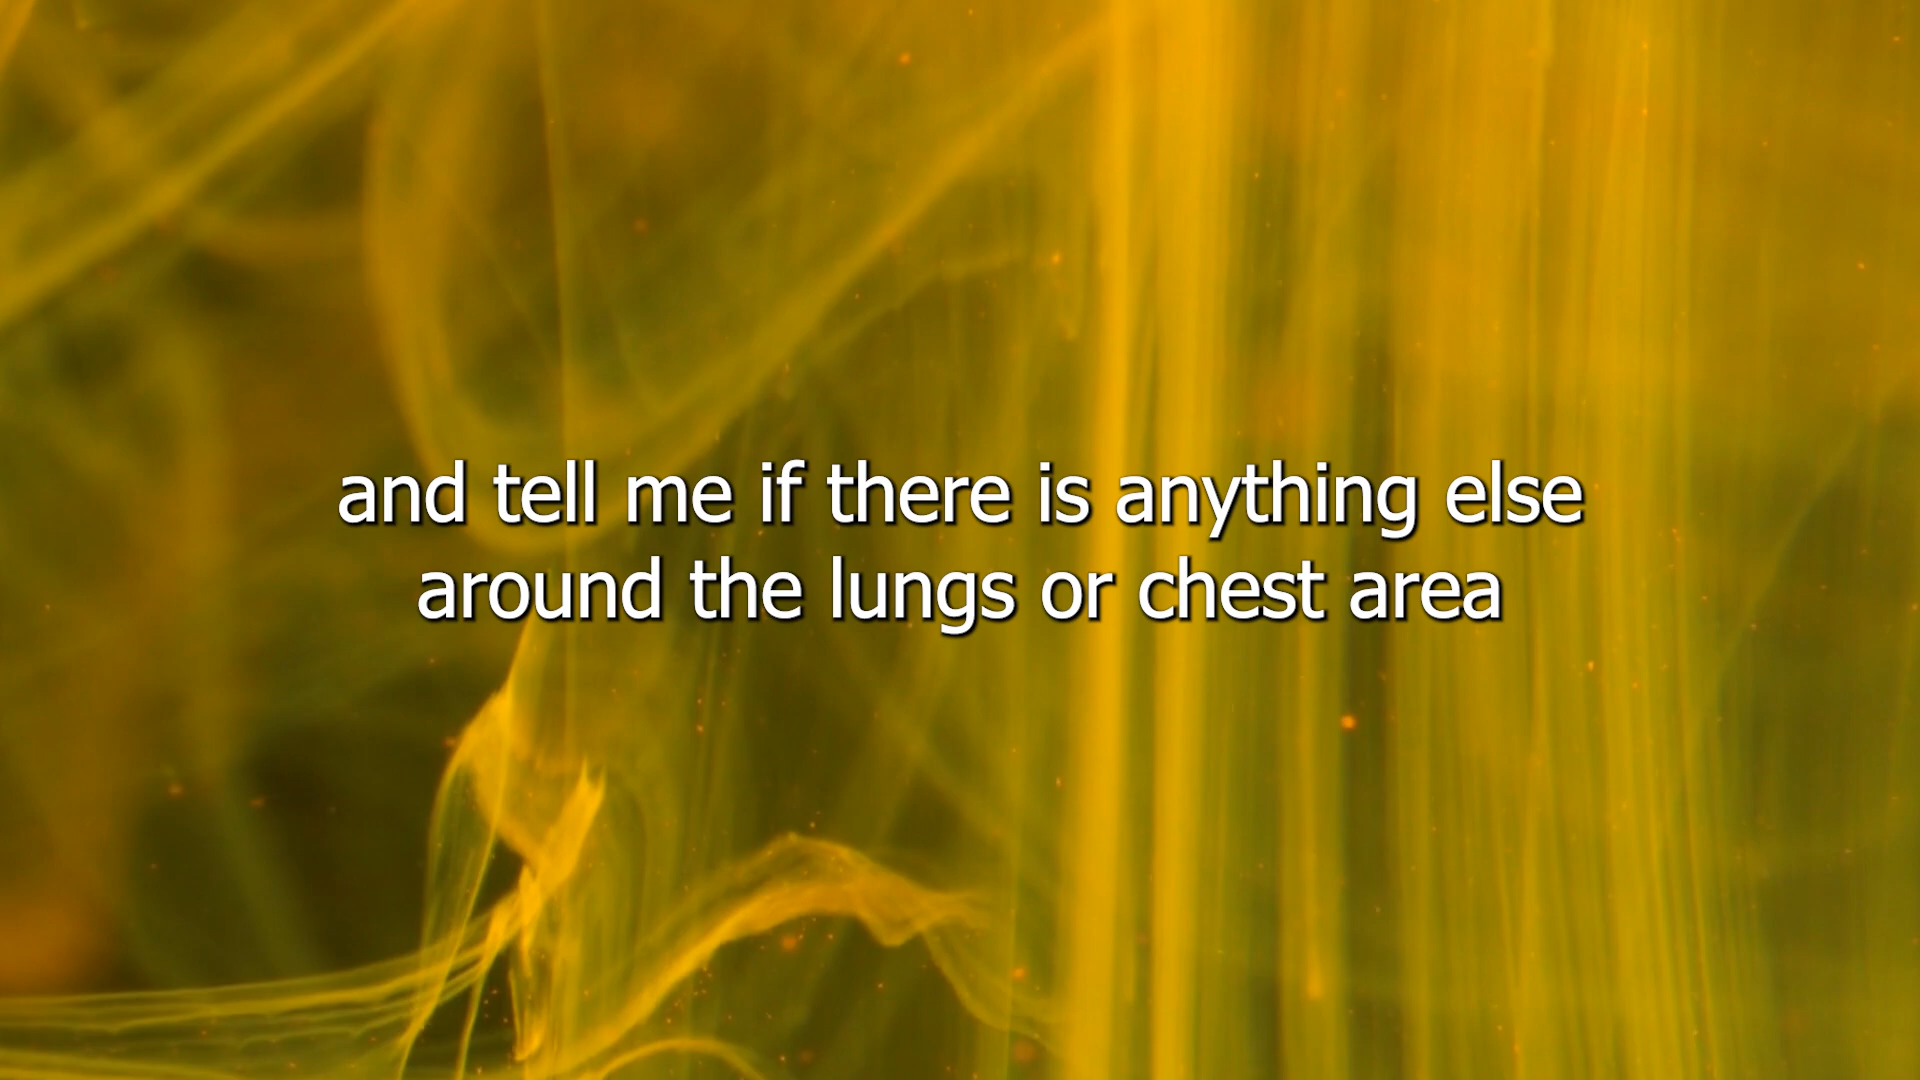 and tell me if there is anything else
around the lungs or chest area